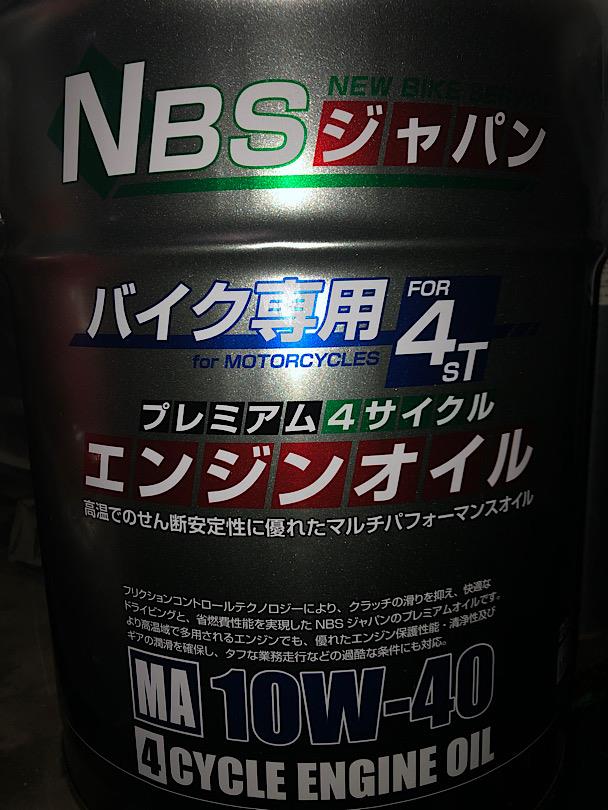 NEW BIKE
NBSジャパン
バイク専用
FOR
4ST
for MOTORCYCLES
プレミアム4サイクル
エンジンオイル
高温でのせん断安定性に優れたマルチパフォーマンスオイル
フリクションコントロールテクノロジーにより、クラッチの滑りを抑え、快適な
ドライビングと、省燃費性能を実現したNBSジャパンのプレミアムオイルです。
より高温域で多用されるエンジンでも、優れたエンジン保護性能・清浄性及び
ギアの潤滑を確保し、タフな業務走行などの過酷な条件にも対応。
MA 10W-40
4 CYCLE ENGINE OIL